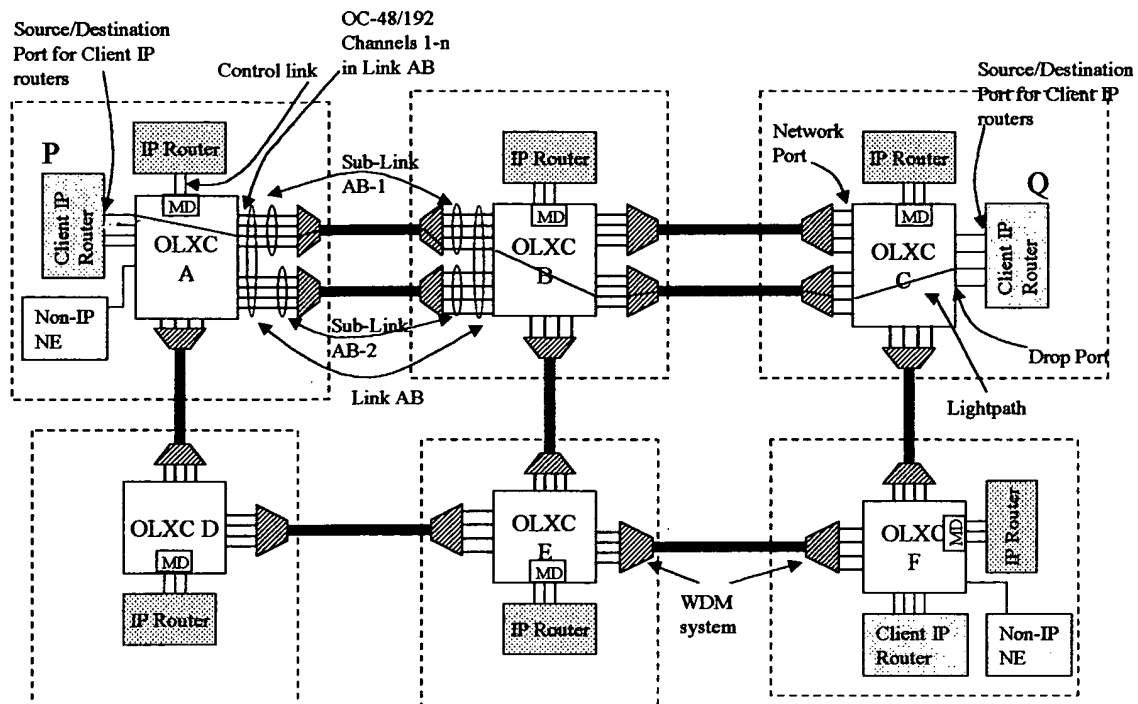 Source/Destination
Port for Client IP
routers
Control link
OC-48/192
Channels 1-n
in Link AB
Source/Destination
Port for Client IP
routers
P
Client IP
Router
IP Router
MD
OLXC
A
Non-IP
NE
Sub-Link
AB-1
Sub-Link
AB-2
Link AB
IP Router
MD
OLXC
B
Network
Port
IP Router
MD
OLXC
C
Q
Client IP
Router
Drop Port
Lightpath
OLXC D
MD
IP Router
OLXC
E
MD
IP Router
WDM
system
OLXC
F
MD
IP Router
Client IP
Router
Non-IP
NE